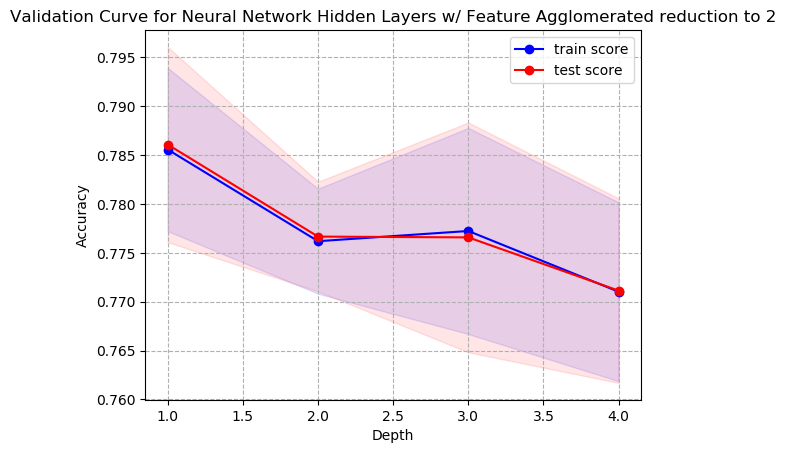 Validation Curve for Neural Network Hidden Layers w/ Feature Agglomerated reduction to 2
train score
test score
Accuracy
0.795
0.790
0.785
0.780
0.775
0.770
0.765
0.760
1.0 1.5 2.0 2.5 3.0 3.5 4.0
Depth